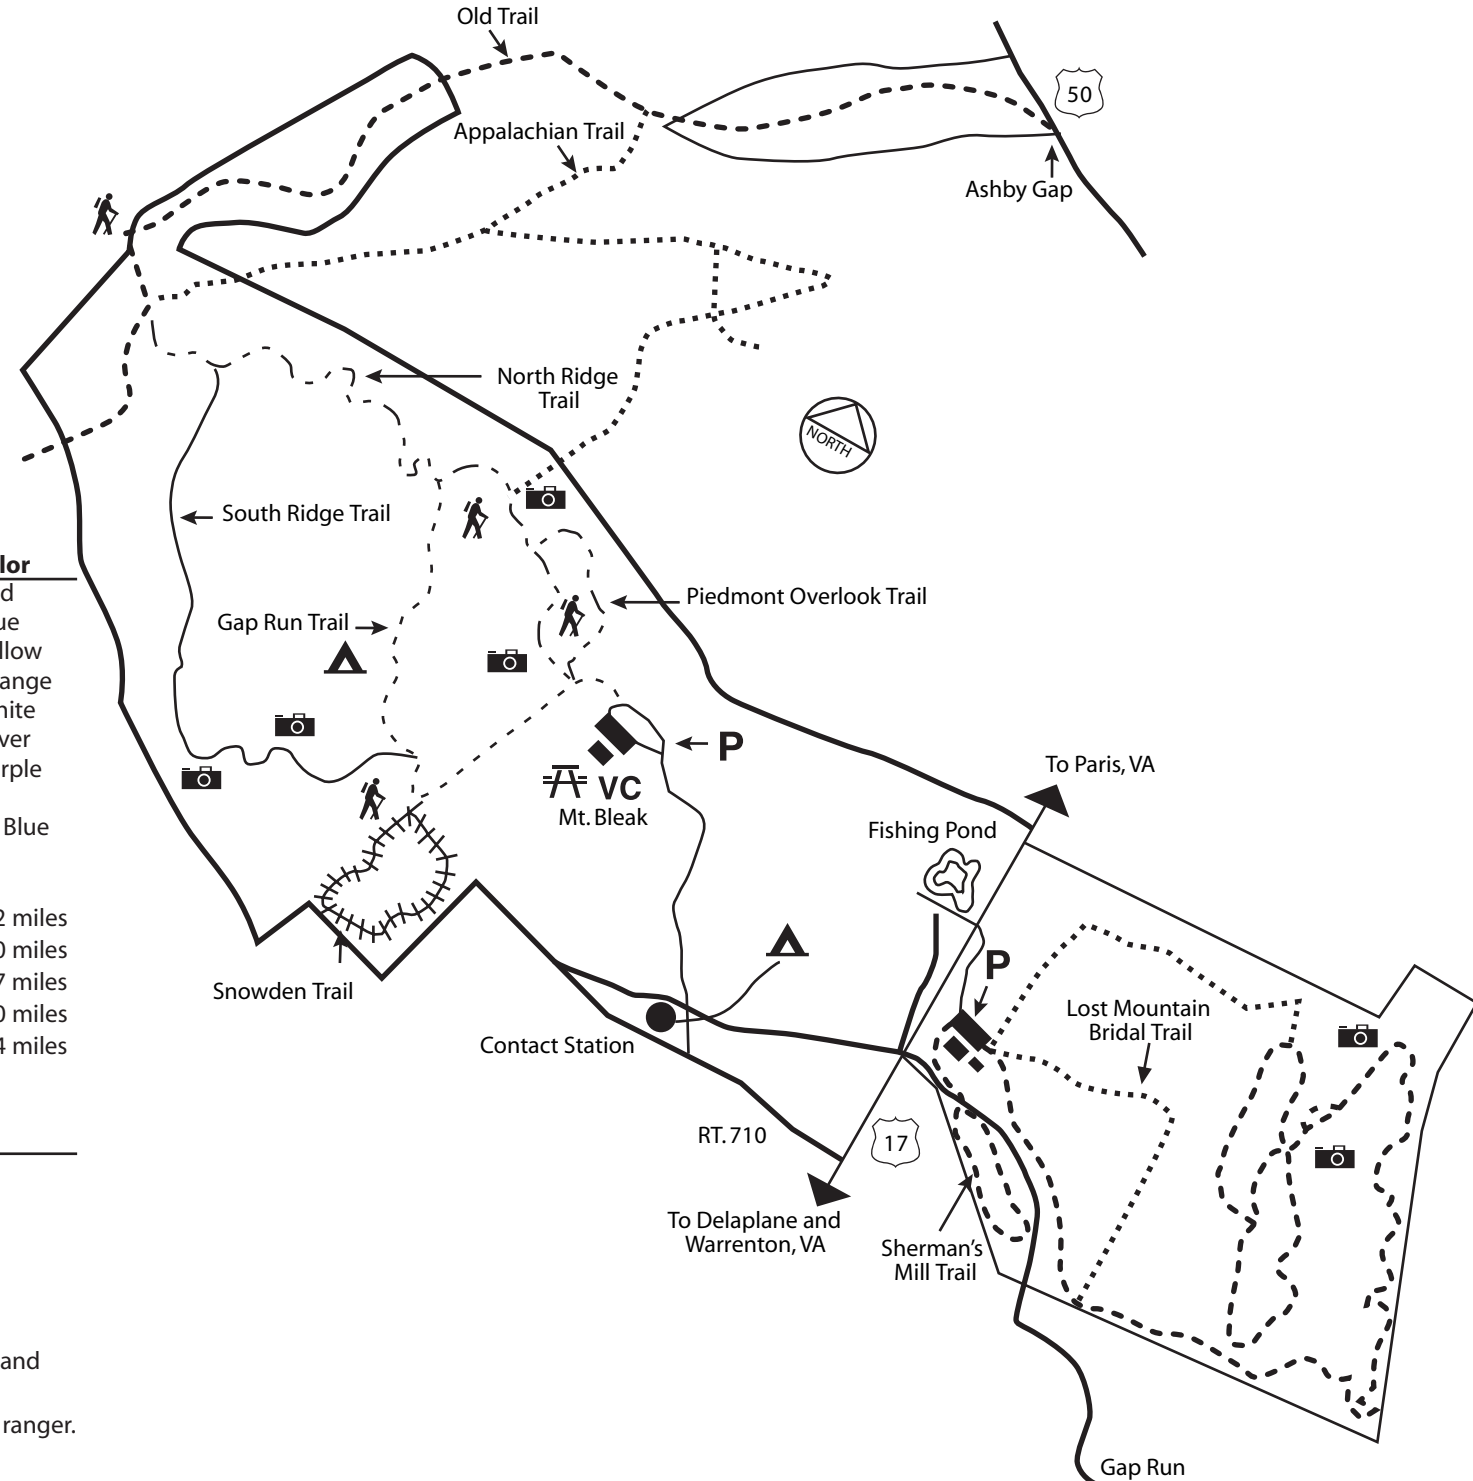 Old Trail
50
Appalachian Trail
Ashby Gap
North Ridge
Trail
NORTH
South Ridge Trail
Piedmont Overlook Trail
Gap Run Trail
P
VC
Mt. Bleak
To Paris, VA
Fishing Pond
P
Lost Mountain
Bridal Trail
Snowden Trail
Contact Station
RT. 710
17
To Delaplane and
Warrenton, VA
Sherman's
Mill Trail
Gap Run
lor
d
ue
llow
ange
hite
ver
rple
Blue
2 miles
0 miles
7 miles
0 miles
4 miles
and
ranger.